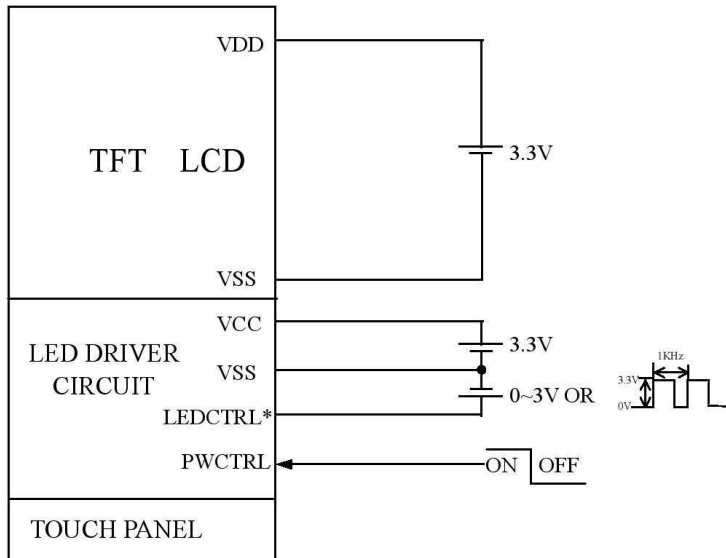 VDD
TFT LCD
3.3V
VSS
VCC
LED DRIVER
CIRCUIT
3.3V
VSS
0~3V OR
1KHz
3.3V
0V
LEDCTRL*
PWCTRL
ON OFF
TOUCH PANEL